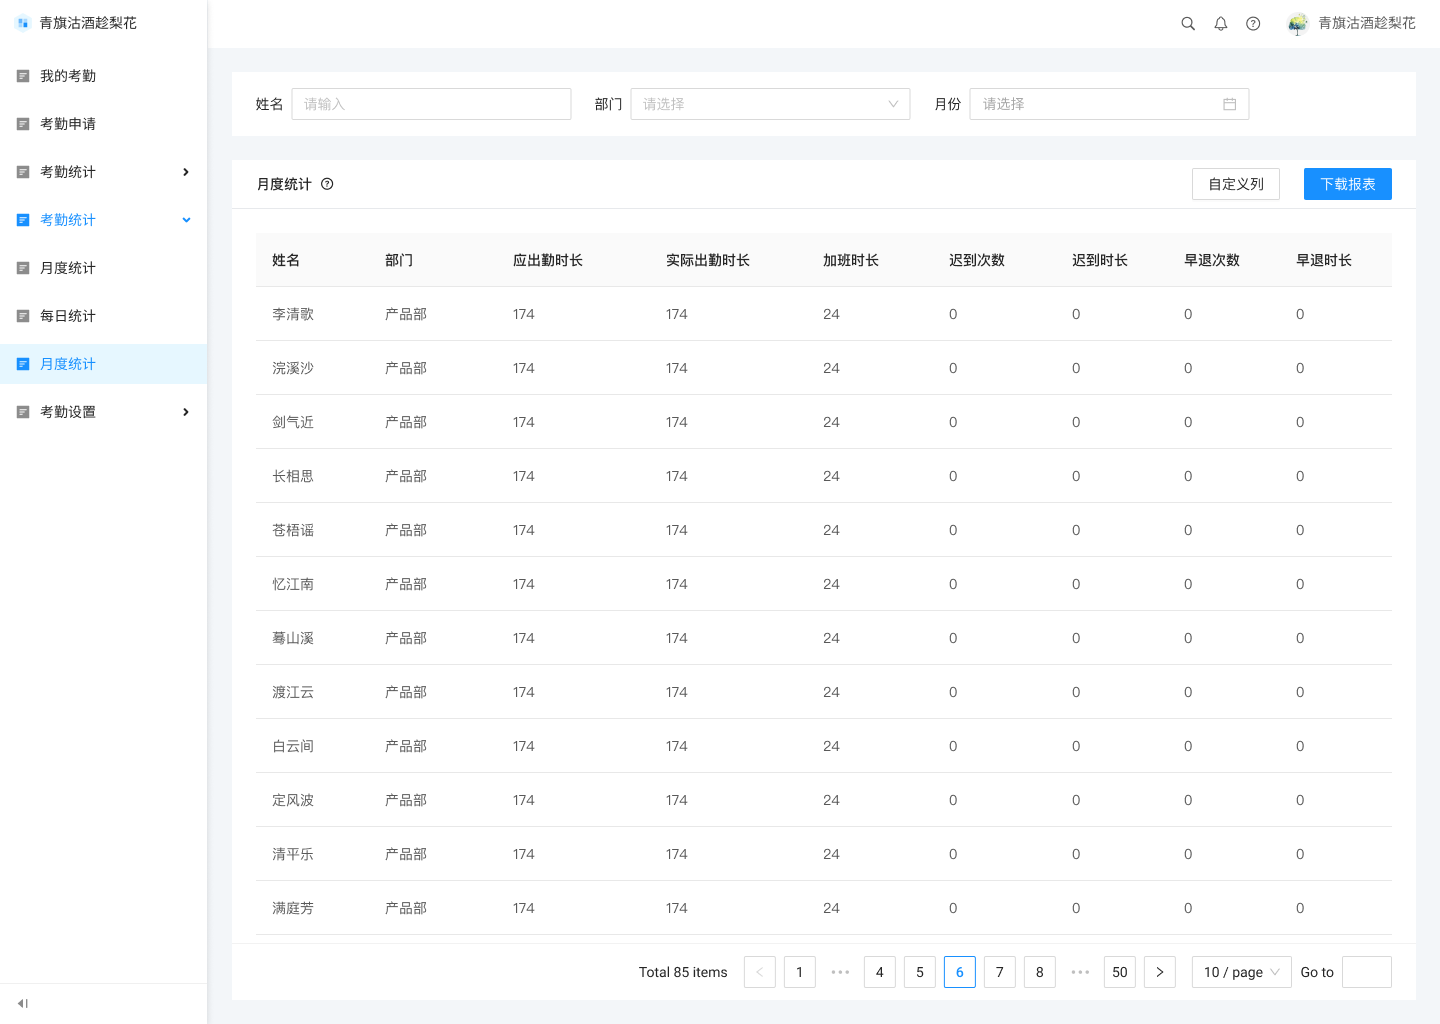 青旗沽酒趁梨花
青旗沽酒趁梨花
我的考勤
考勤申请
考勤统计
考勤统计
月度统计
每日统计
月度统计
考勤设置
姓名 请输入 部门 请选择 月份 请选择
月度统计 自定义列 下载报表
姓名 部门 应出勤时长 实际出勤时长 加班时长 迟到次数 迟到时长 早退次数 早退时长
李清歌 产品部 174 174 24 0 0 0 0
浣溪沙 产品部 174 174 24 0 0 0 0
剑气近 产品部 174 174 24 0 0 0 0
长相思 产品部 174 174 24 0 0 0 0
苍梧谣 产品部 174 174 24 0 0 0 0
忆江南 产品部 174 174 24 0 0 0 0
蓦山溪 产品部 174 174 24 0 0 0 0
渡江云 产品部 174 174 24 0 0 0 0
白云间 产品部 174 174 24 0 0 0 0
定风波 产品部 174 174 24 0 0 0 0
清平乐 产品部 174 174 24 0 0 0 0
满庭芳 产品部 174 174 24 0 0 0 0
Total 85 items 1 ••• 4 5 6 7 8 ••• 50 10 / page Go to